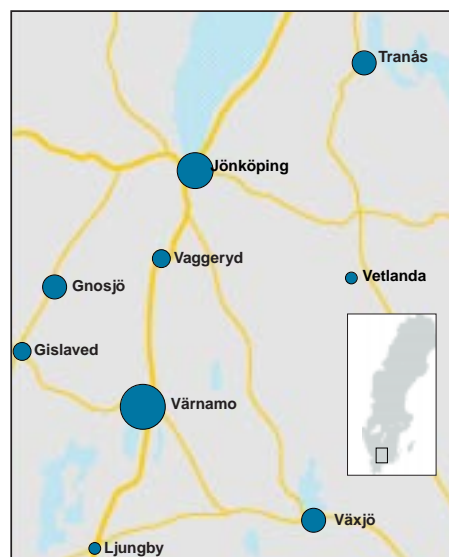 Tranås
Jönköping
Vaggeryd
Vetlanda
Gnosjö
Gislaved
Värnamo
Växjö
Ljungby